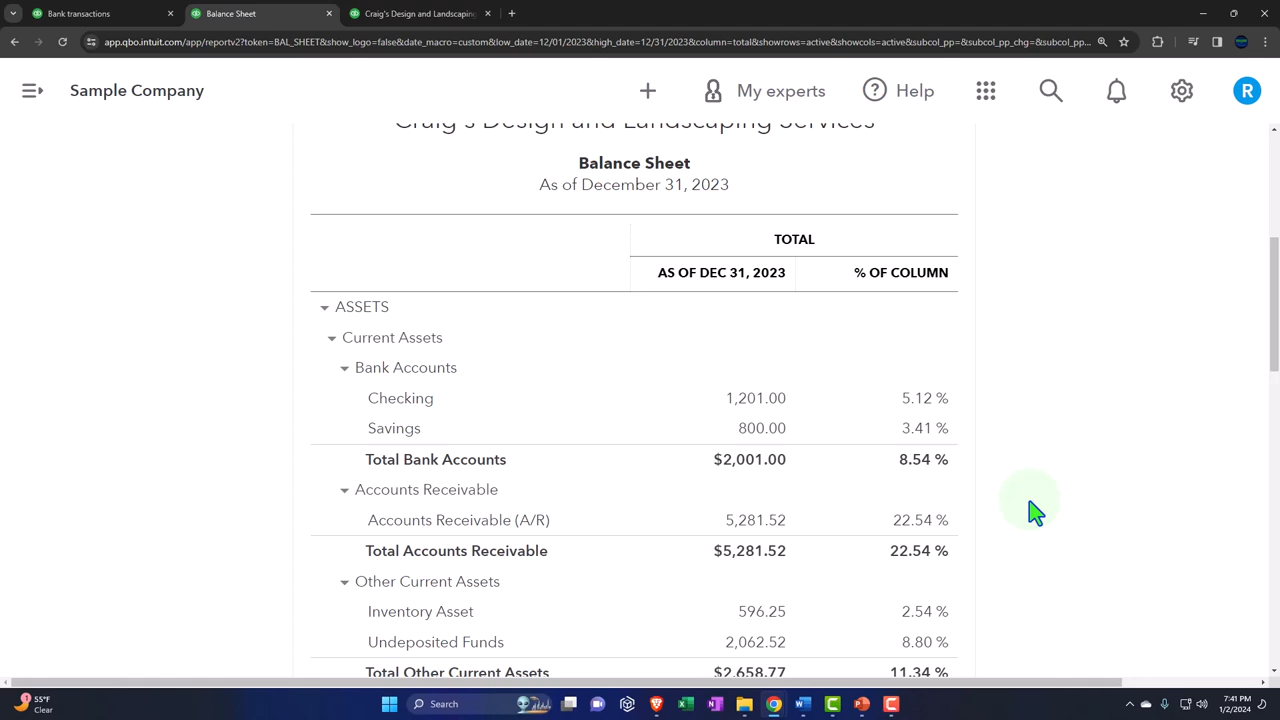 Bank transactions
Balance Sheet
Craig's Design and Landscaping
app.qbo.intuit.com/app/reportv2?token=BAL_SHEET&show_logo=false&date_macro=custom&low_date=12/01/2023&high_date=12/31/2023&column=total&showrows=active&showcols=active&subcol_pp=&subcol_pp_chg=&subcol_pp...
Sample Company
My experts
Help
R
Craig's Design and Landscaping Services
Balance Sheet
As of December 31, 2023
TOTAL
AS OF DEC 31, 2023 % OF COLUMN
ASSETS
Current Assets
Bank Accounts
Checking 1,201.00 5.12 %
Savings 800.00 3.41 %
Total Bank Accounts $2,001.00 8.54 %
Accounts Receivable
Accounts Receivable (A/R) 5,281.52 22.54 %
Total Accounts Receivable $5,281.52 22.54 %
Other Current Assets
Inventory Asset 596.25 2.54 %
Undeposited Funds 2,062.52 8.80 %
Total Other Current Assets $2,658.77 11.34 %
1
55°F
Clear
Search
7:41 PM
1/2/2024